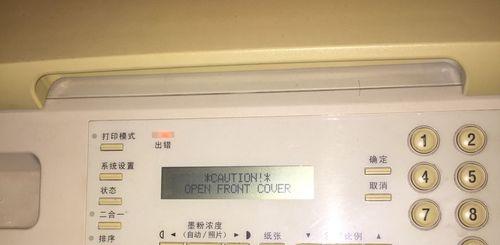 打印模式
出错
1
2
系统设置
*CAUTION!*
OPEN FRONT COVER
确定
4
5
状态
取消
二合一
墨粉浓度
(自动/照片)
纸张
比例
7
8
排序